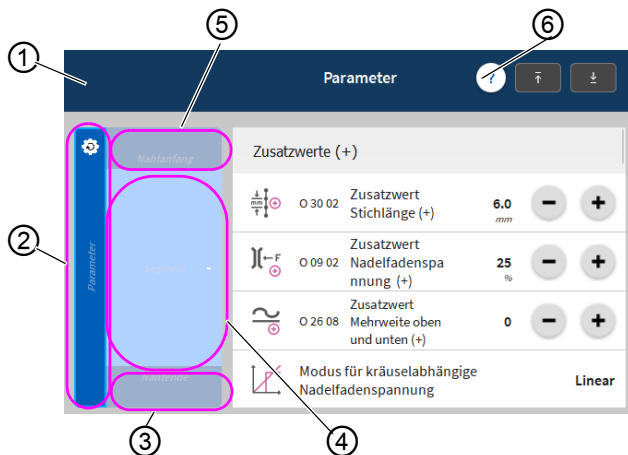 ⑤
⑥
①
Parameter
?
Nahtanfang
Zusatzwerte (+)
mm
O 30 02
Zusatzwert
Stichlänge (+)
6.0
mm
②
Parameter
Segment
F
O 09 02
Zusatzwert
Nadelfadenspa
nnung (+)
25
%
O 26 08
Zusatzwert
Mehrweite oben
und unten (+)
0
Nahtende
Modus für kräuselabhängige
Nadelfadenspannung
Linear
③
④